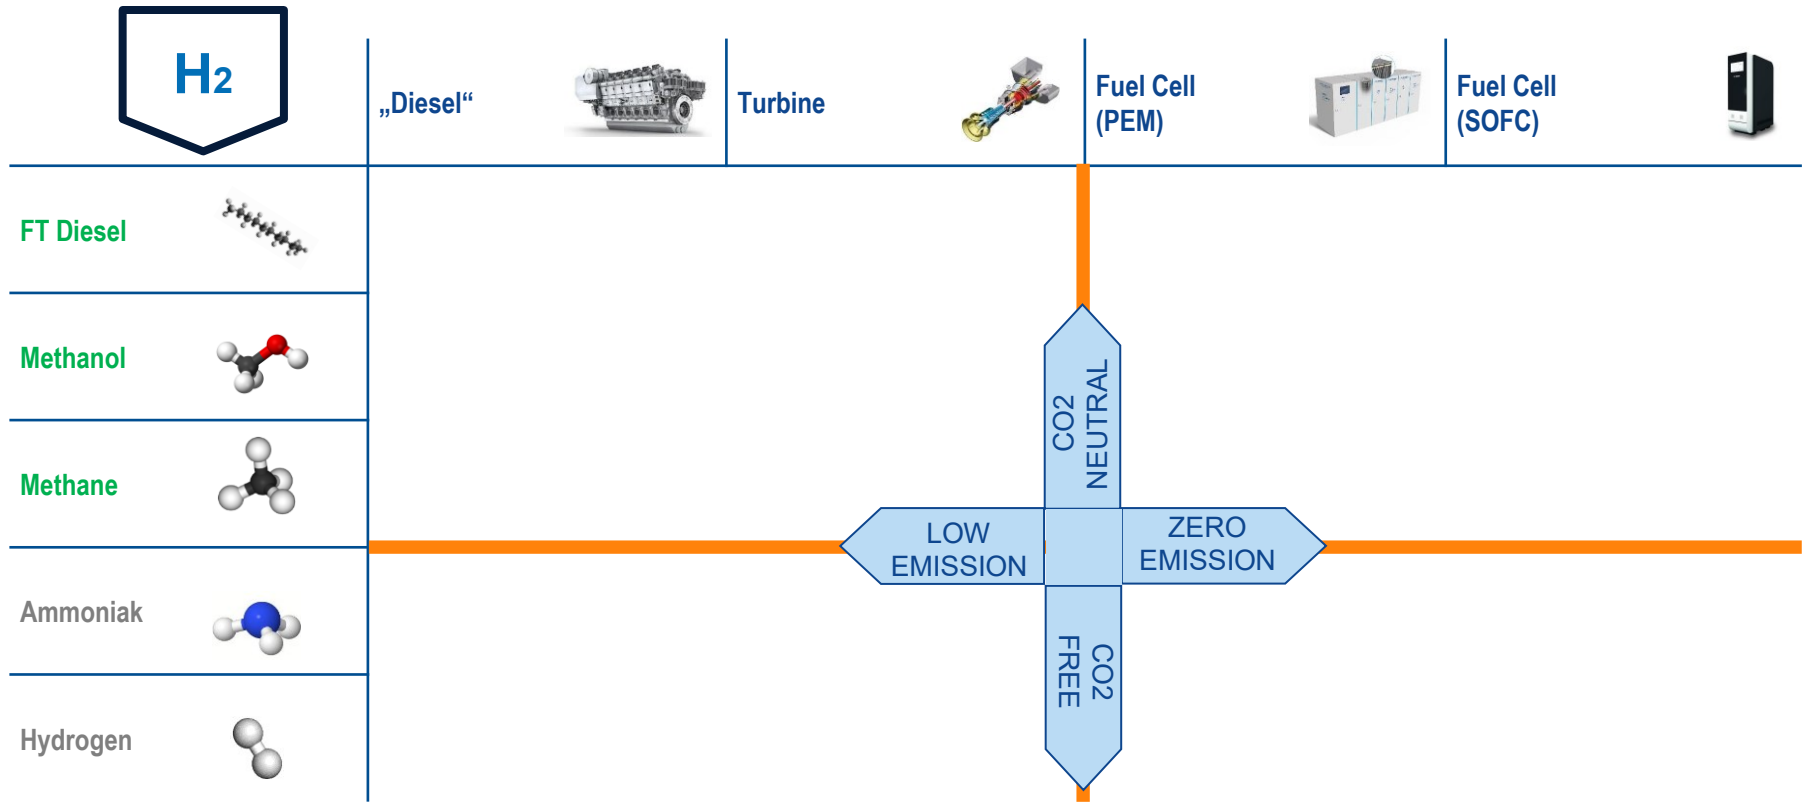 H2
„Diesel“
Turbine
Fuel Cell
(PEM)
Fuel Cell
(SOFC)
FT Diesel
Methanol
Methane
Ammoniak
Hydrogen
CO2
NEUTRAL
LOW
EMISSION
ZERO
EMISSION
CO2
FREE